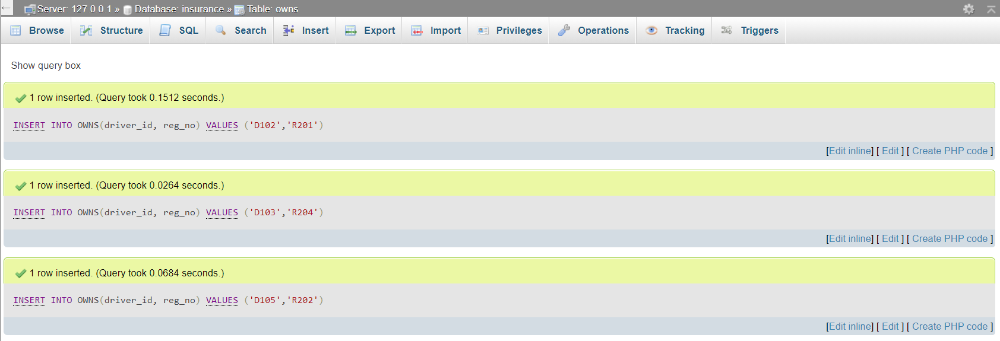 Server: 127.0.0.1 » Database: insurance » Table: owns
Browse Structure SQL Search Insert Export Import Privileges Operations Tracking Triggers
Show query box
1 row inserted. (Query took 0.1512 seconds.)
INSERT INTO OWNS(driver_id, reg_no) VALUES ('D102','R201')
[Edit inline] [ Edit ] [ Create PHP code ]
1 row inserted. (Query took 0.0264 seconds.)
INSERT INTO OWNS(driver_id, reg_no) VALUES ('D103','R204')
[Edit inline] [ Edit ] [ Create PHP code ]
1 row inserted. (Query took 0.0684 seconds.)
INSERT INTO OWNS(driver_id, reg_no) VALUES ('D105','R202')
[Edit inline] [ Edit ] [ Create PHP code ]